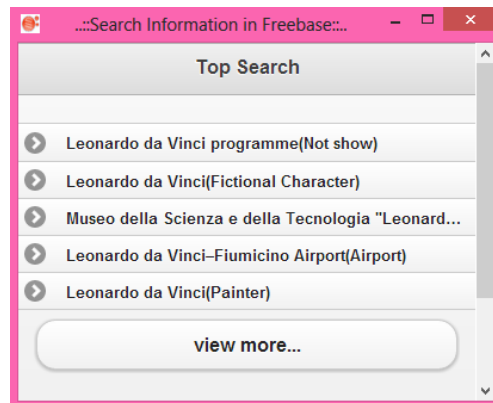 ..::Search Information in Freebase::..
Top Search
Leonardo da Vinci programme(Not show)
Leonardo da Vinci(Fictional Character)
Museo della Scienza e della Tecnologia "Leonard...
Leonardo da Vinci–Fiumicino Airport(Airport)
Leonardo da Vinci(Painter)
view more...